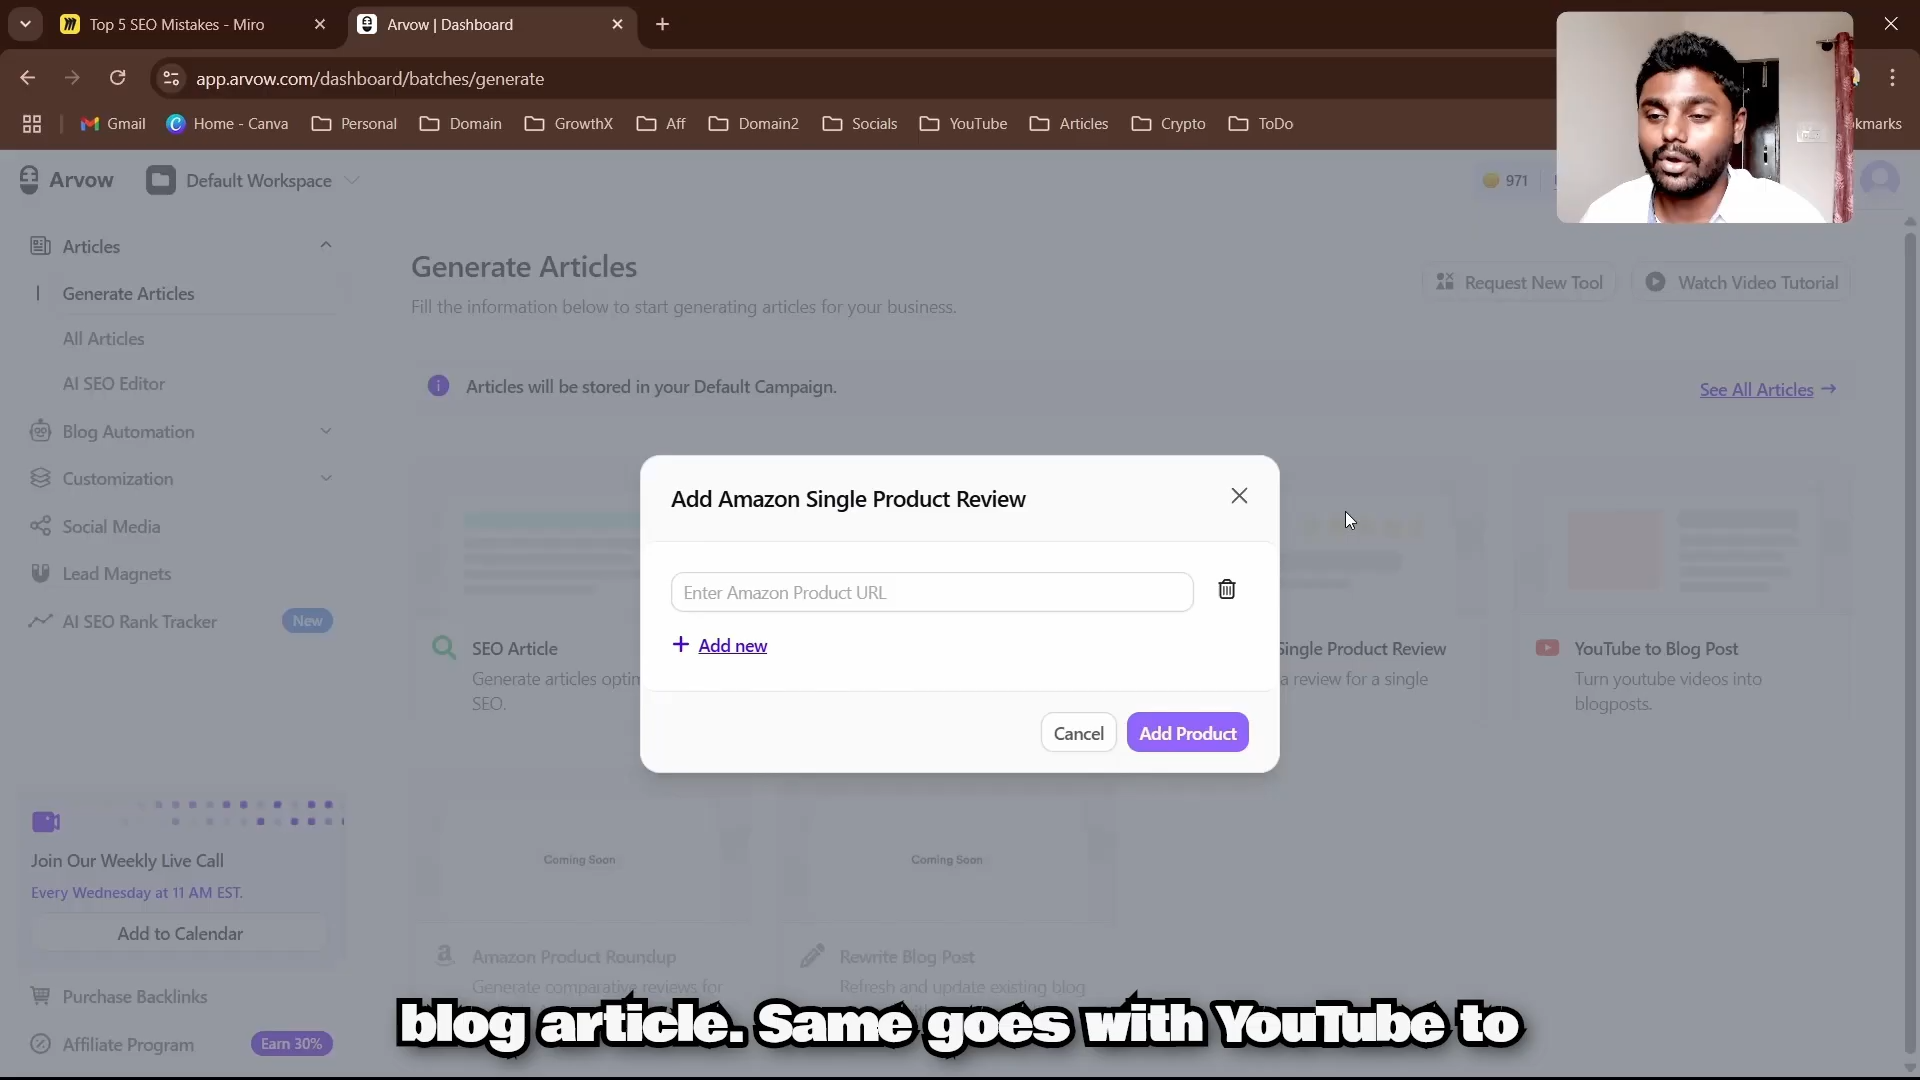 Top 5 SEO Mistakes - Miro
Arvow | Dashboard
app.arvow.com/dashboard/batches/generate
Gmail
Home - Canva
Personal
Domain
GrowthX
Aff
Domain2
Socials
YouTube
Articles
Crypto
ToDo
Arvow
Default Workspace
971
Articles
Generate Articles
All Articles
AI SEO Editor
Blog Automation
Customization
Social Media
Lead Magnets
AI SEO Rank Tracker
New
Join Our Weekly Live Call
Every Wednesday at 11 AM EST.
Add to Calendar
Purchase Backlinks
Affiliate Program
Earn 30%
Generate Articles
Fill the information below to start generating articles for your business.
Request New Tool
Watch Video Tutorial
Articles will be stored in your Default Campaign.
See All Articles
Add Amazon Single Product Review
Enter Amazon Product URL
Add new
Cancel
Add Product
SEO Article
Generate articles
SEO.
Single Product Review
a review for a single
YouTube to Blog Post
Turn youtube videos into
blogposts.
Coming Soon
Coming Soon
Amazon Product Roundup
Generate comparative reviews for
Rewrite Blog Post
Refresh and update existing blog
blog article. Same goes with YouTube to